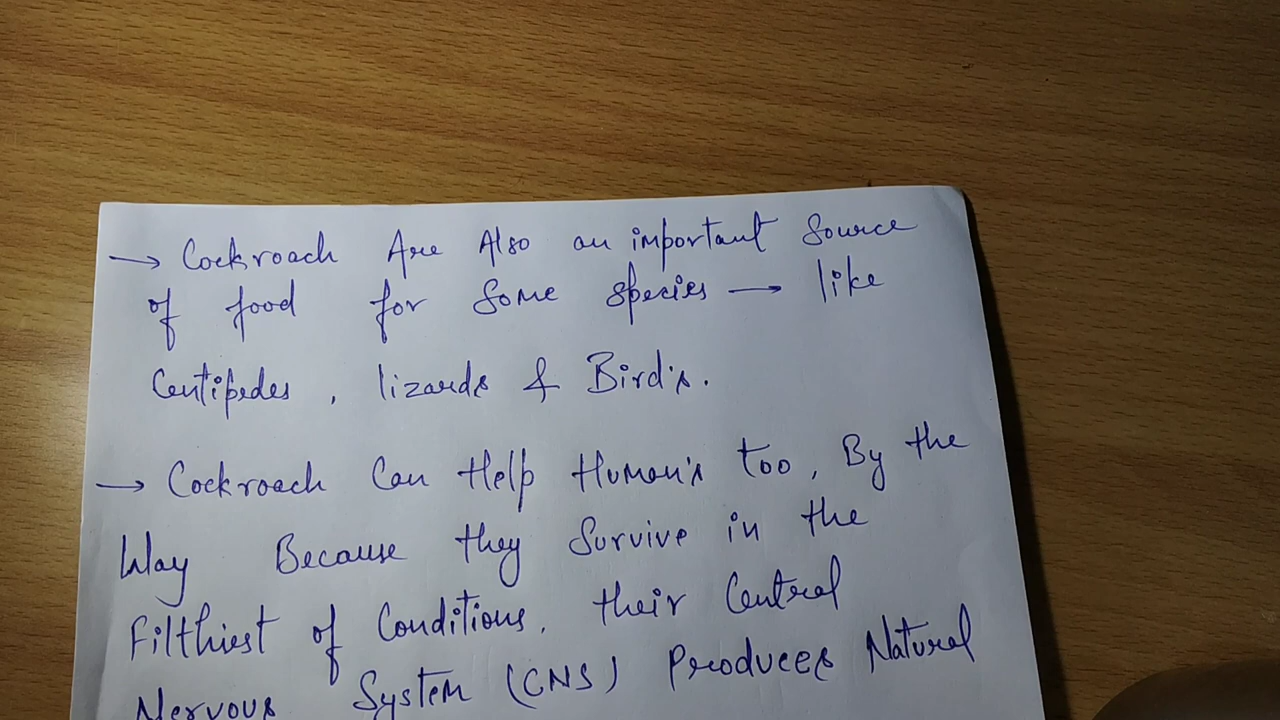 → Cockroach Are Also an important Source
of food for Some species → like
Centipedes, lizards & Bird's.
→ Cockroach Can Help Human's too, By the
Way Because they Survive in the
Filthiest of Conditions, their Central
Nervous System (CNS) Produces Natural